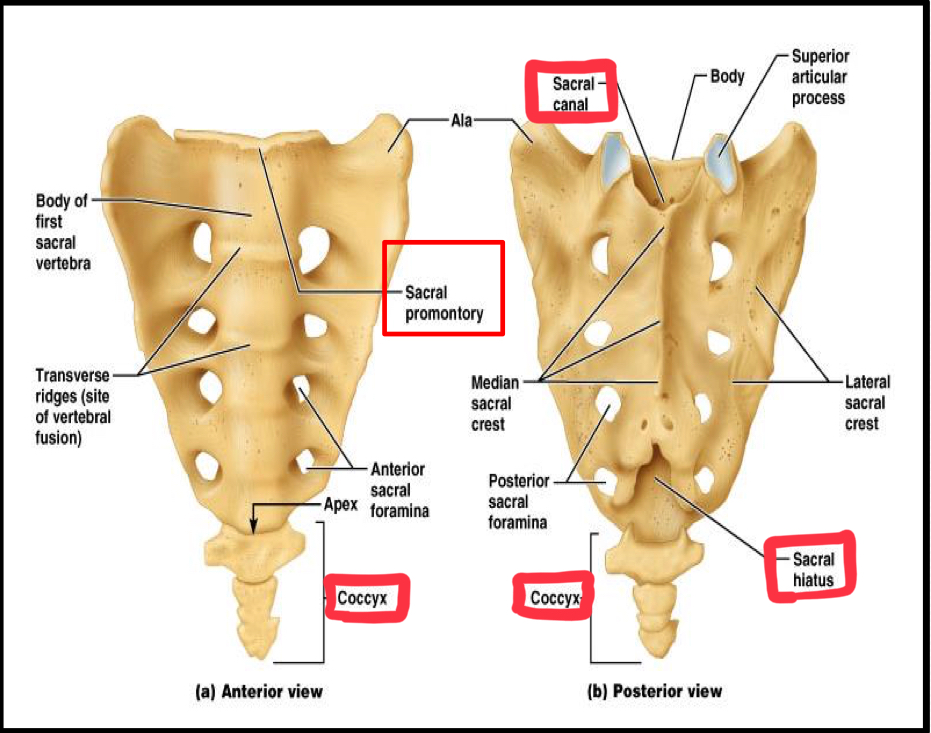 Superior
articular
process
Body
Sacral
canal
Ala
Body of
first
sacral
vertebra
Sacral
promontory
Transverse
ridges (site
of vertebral
fusion)
Median
sacral
crest
Lateral
sacral
crest
Anterior
sacral
foramina
Apex
Posterior
sacral
foramina
Sacral
hiatus
Coccyx
Coccyx
(a) Anterior view
(b) Posterior view